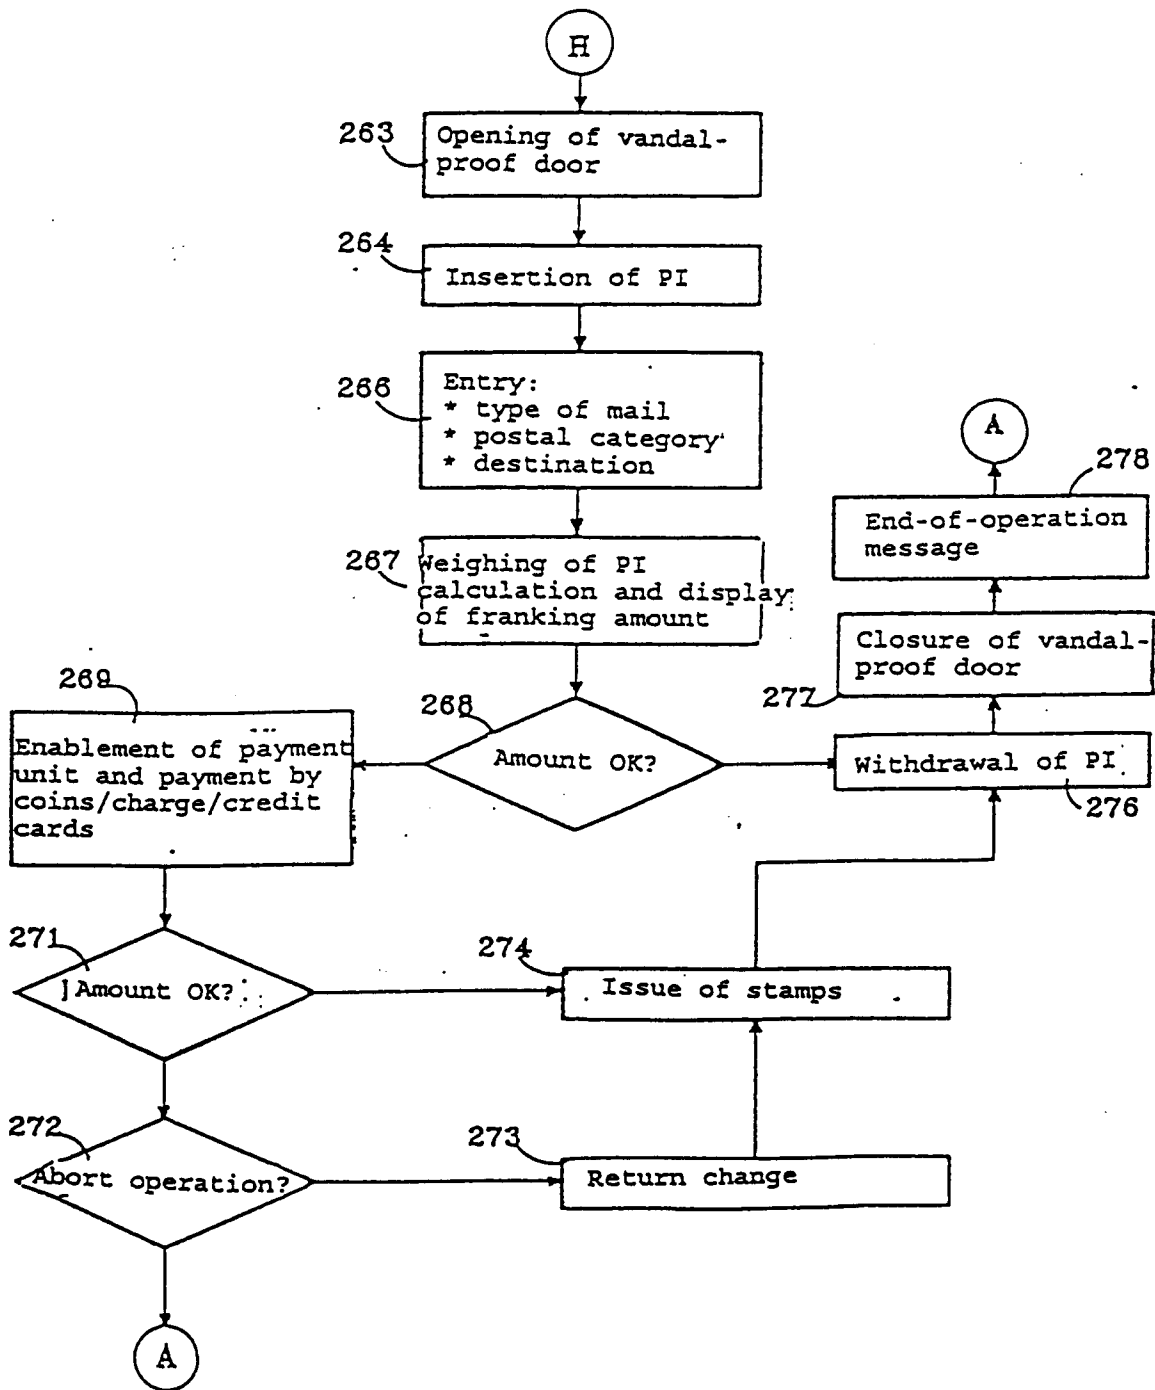 H
263
Opening of vandal-
proof door
264
Insertion of PI
266
Entry:
* type of mail
* postal category
* destination
267
Weighing of PI
calculation and display
of franking amount
268
Amount OK?
269
Enablement of payment
unit and payment by
coins/charge/credit
cards
271
Amount OK?
272
Abort operation?
A
273
Return change
274
Issue of stamps
Withdrawal of PI
276
Closure of vandal-
proof door
277
278
End-of-operation
message
A